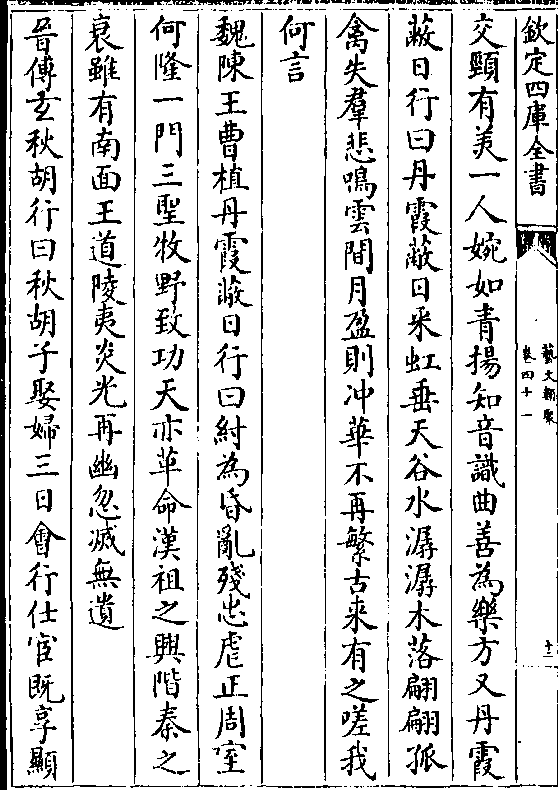 欽定四庫全書
藝文類聚
卷四十一
十三
交頸有美一人婉如青揚知音識曲善為樂方又丹霞
蔽日行曰丹霞蔽日采虹垂天谷水潺潺木落翩翩孤
禽失羣悲鳴雲間月盈則冲華不再繁古来有之嗟我
何言
魏陳王曹植丹霞蔽日行曰紂為昏亂殘忠虐正周室
何隆一門三聖牧野致功天亦革命漢祖之興階秦之
衰雖有南面王道陵夷炎光再幽忽滅無遺
晉傅玄秋胡行曰秋胡子娶婦三日會行仕宦既享顯